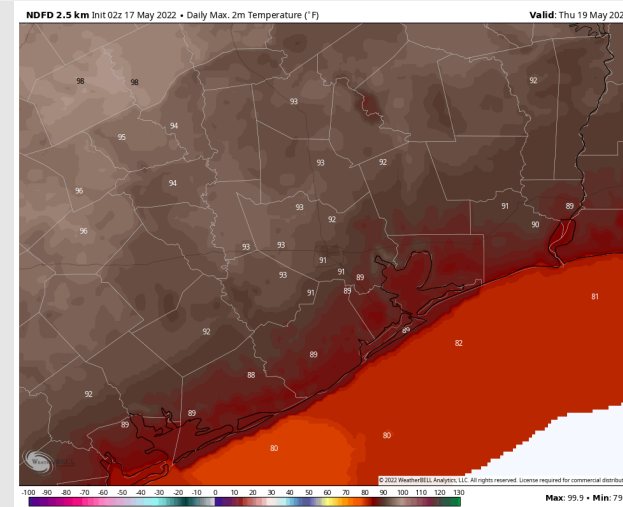 NDFD 2.5 km Init 02z 17 May 2022 • Daily Max. 2m Temperature (°F)
Valid: Thu 19 May 202
98 98 92
93
94
95
93 92
94
96
93 91 89
92 90
96
93 93
91
93 91 89
91 89 81
92 89 82
89
88
92 89
89
80
80
© 2022 WeatherBELL Analytics, LLC. All rights reserved. License required for commercial distribut
-100 -90 -80 -70 -60 -50 -40 -30 -20 -10 0 10 20 30 40 50 60 70 80 90 100 110 120 130
Max: 99.9 • Min: 79